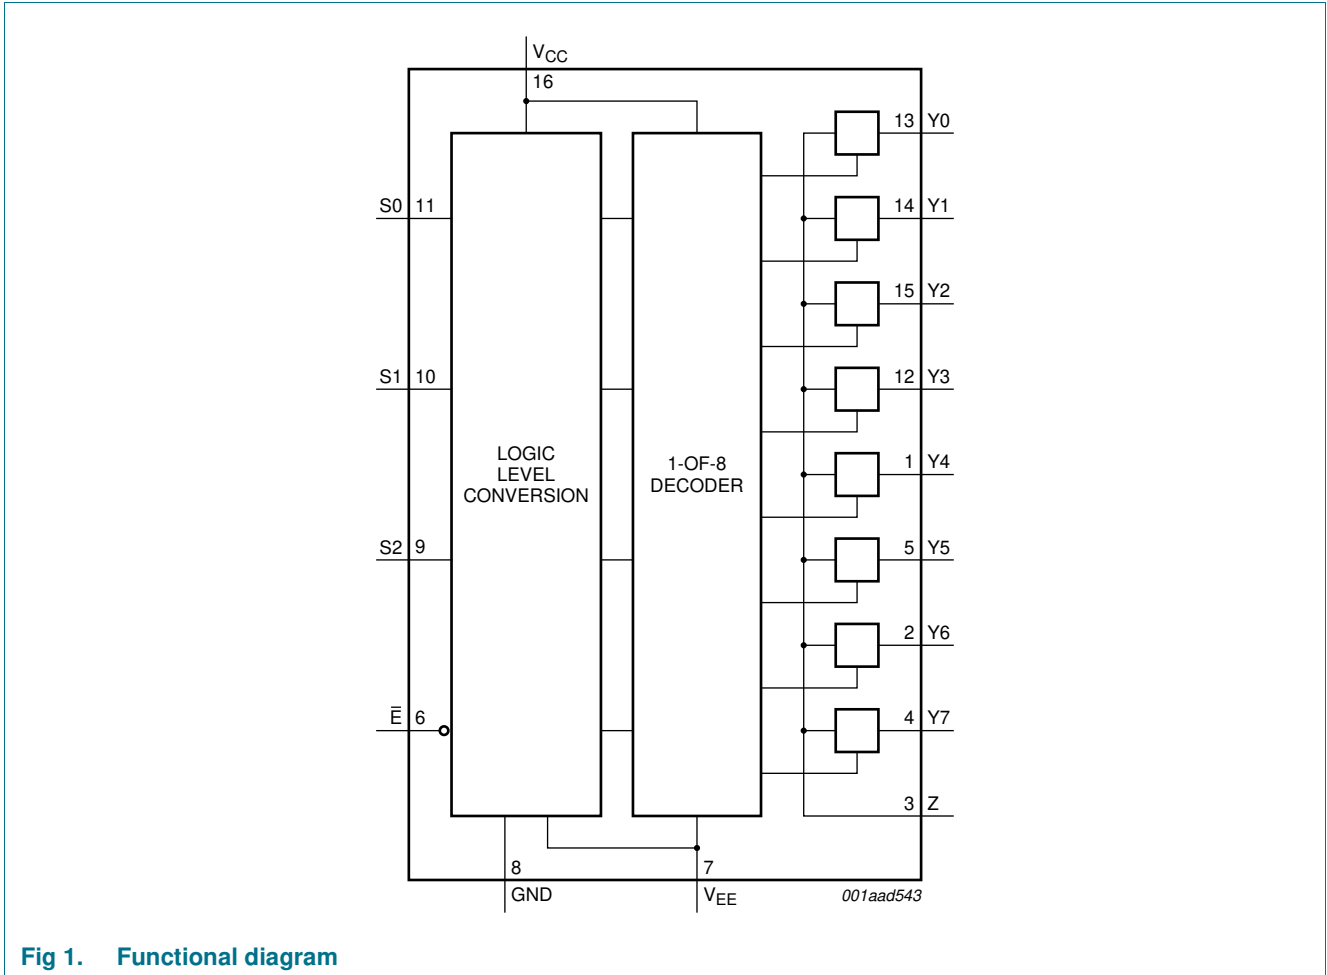 VCC
16
13 Y0
S0 11
14 Y1
15 Y2
S1 10
12 Y3
LOGIC
LEVEL
CONVERSION
1-OF-8
DECODER
1 Y4
S2 9
5 Y5
2 Y6
E̅ 6
4 Y7
3 Z
8
7
GND
VEE
001aad543
Fig 1. Functional diagram